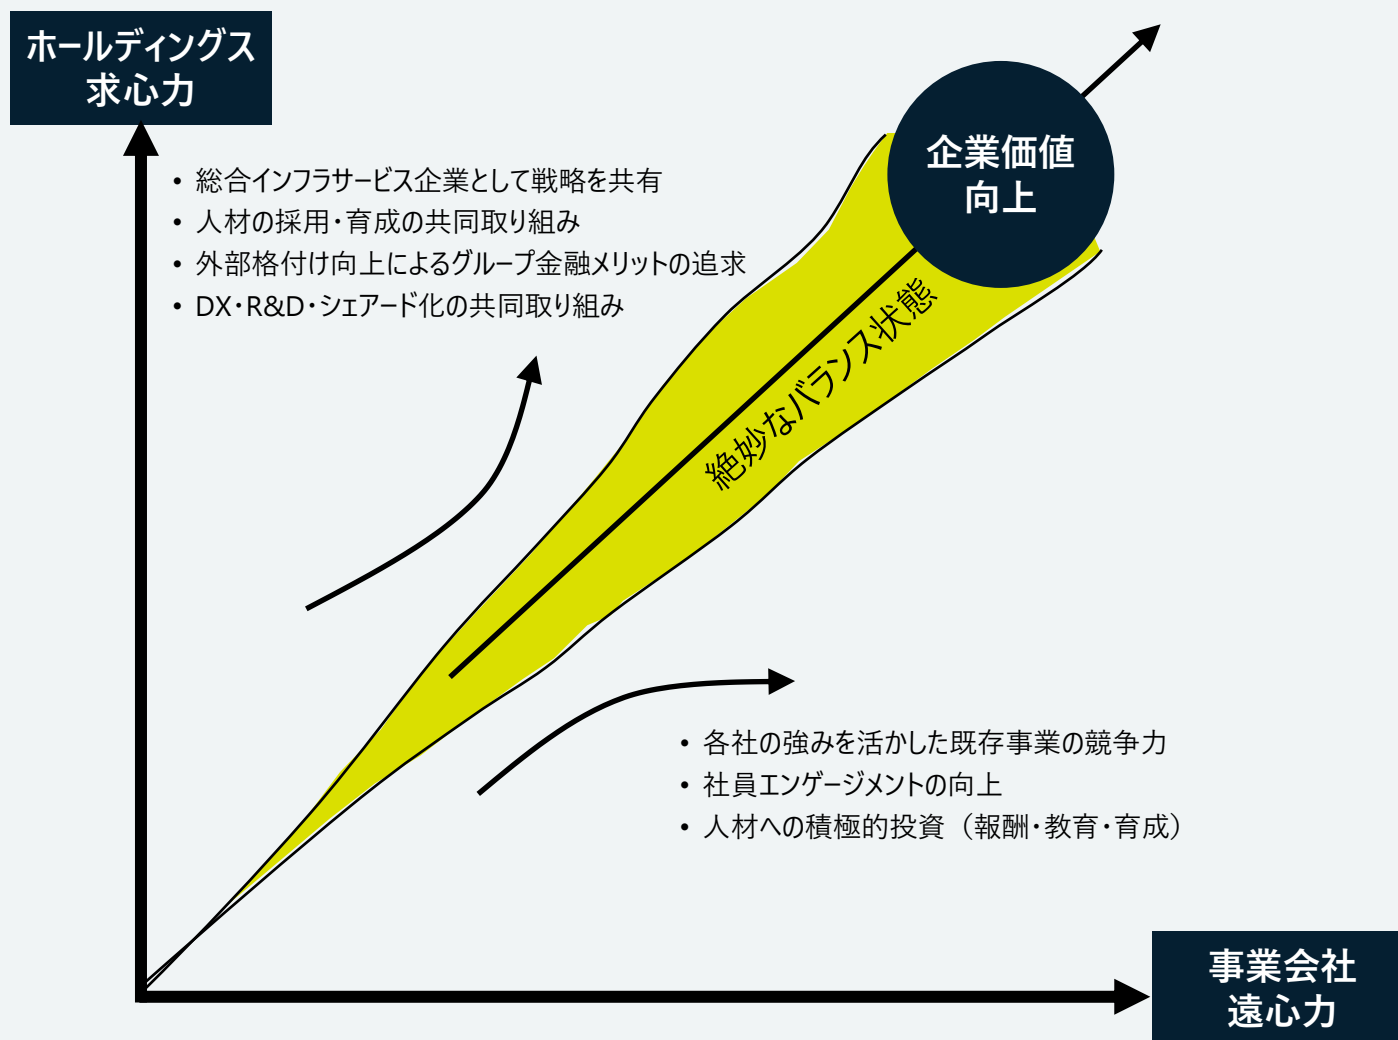 ホールディングス
求心力
• 総合インフラサービス企業として戦略を共有
• 人材の採用・育成の共同取り組み
• 外部格付け向上によるグループ金融メリットの追求
• DX・R&D・シェアード化の共同取り組み
企業価値
向上
絶妙なバランス状態
• 各社の強みを活かした既存事業の競争力
• 社員エンゲージメントの向上
• 人材への積極的投資（報酬・教育・育成）
事業会社
遠心力